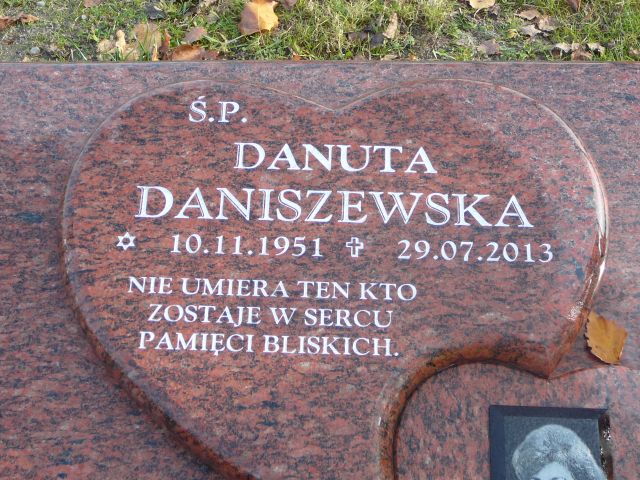 Ś.P.
DANUTA
DANISZEWSKA
✡ 10.11.1951 ✝ 29.07.2013
NIE UMIERA TEN KTO
ZOSTAJE W SERCU
PAMIĘCI BLISKICH.